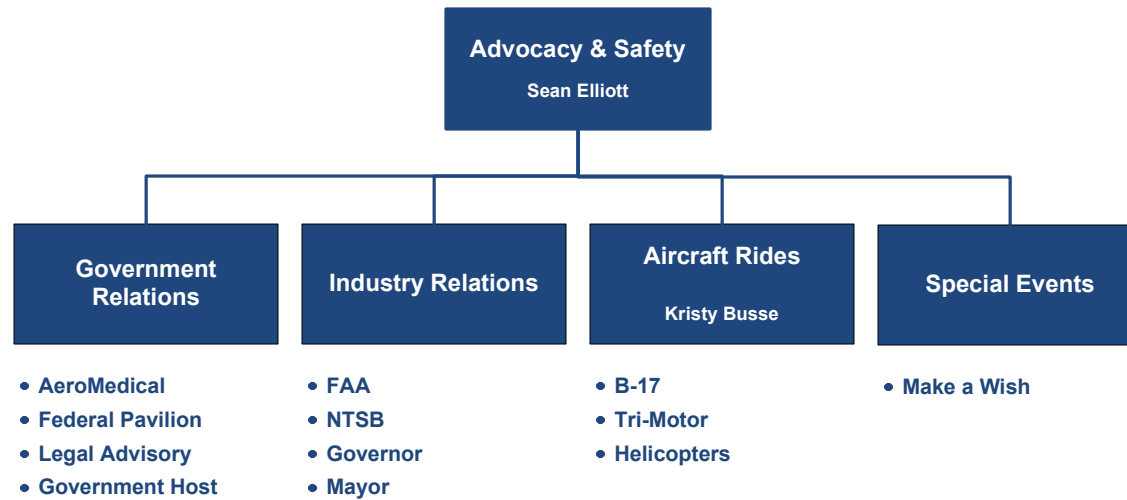 Advocacy & Safety
Sean Elliott
Government
Relations
Industry Relations
Aircraft Rides
Kristy Busse
Special Events
• AeroMedical
• Federal Pavilion
• Legal Advisory
• Government Host
• FAA
• NTSB
• Governor
• Mayor
• B-17
• Tri-Motor
• Helicopters
• Make a Wish